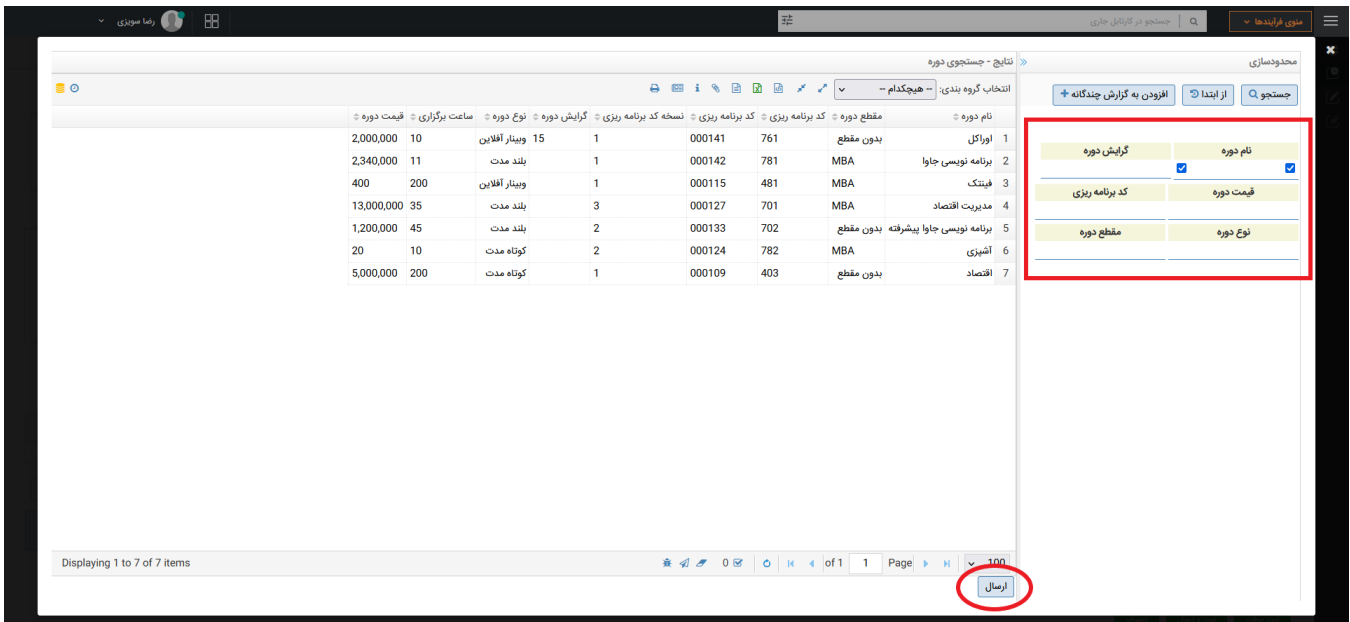 منوی فرآیندها
جستجو در کارتابل جاری
رضا سویزی
محدودسازی
جستجو
از ابتدا
افزودن به گزارش چندگانه
نام دوره گرایش دوره
قیمت دوره کد برنامه ریزی
نوع دوره مقطع دوره
نتایج - جستجوی دوره
انتخاب گروه بندی: -- هیچکدام --
نام دوره مقطع دوره کد برنامه ریزی کد برنامه ریزی نسخه کد برنامه ریزی گرایش دوره نوع دوره ساعت برگزاری قیمت دوره
1 اوراکل بدون مقطع 761 000141 1 15 وبینار آفلاین 10 2,000,000
2 برنامه نویسی جاوا MBA 781 000142 1 بلند مدت 11 2,340,000
3 فینتک MBA 481 000115 1 وبینار آفلاین 200 400
4 مدیریت اقتصاد MBA 701 000127 3 بلند مدت 35 13,000,000
5 برنامه نویسی جاوا پیشرفته بدون مقطع 702 000133 2 بلند مدت 45 1,200,000
6 آشپزی MBA 782 000124 2 کوتاه مدت 10 20
7 اقتصاد بدون مقطع 403 000109 1 کوتاه مدت 200 5,000,000
100 Page 1 of 1 0 Displaying 1 to 7 of 7 items
ارسال